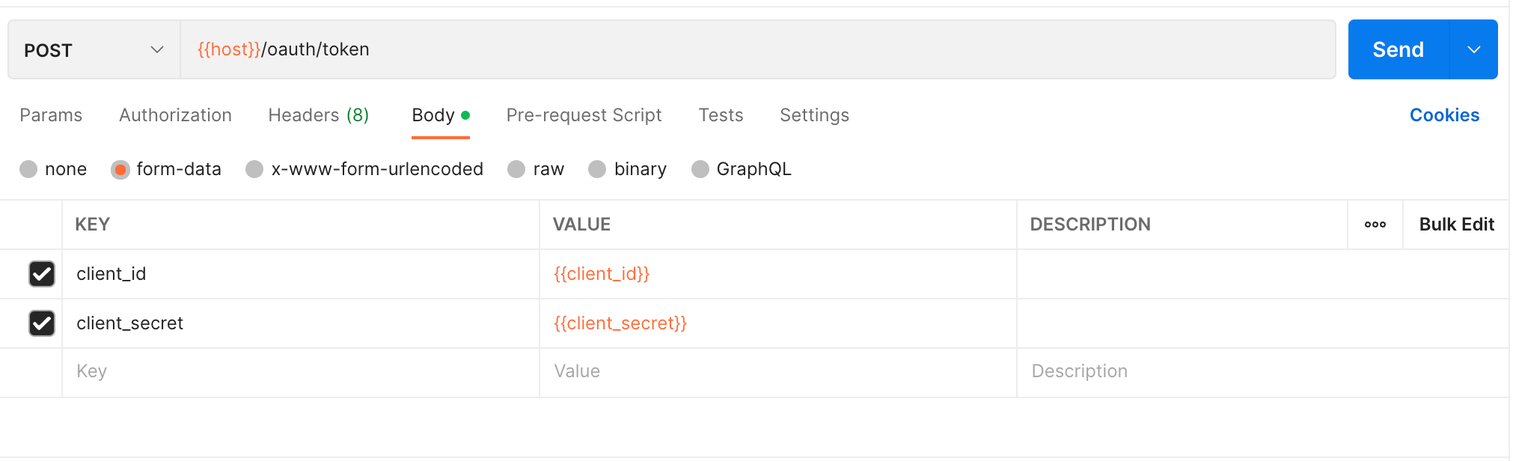 POST {{host}}/oauth/token Send
Params Authorization Headers (8) Body Pre-request Script Tests Settings Cookies
none form-data x-www-form-urlencoded raw binary GraphQL
KEY VALUE DESCRIPTION Bulk Edit
client_id {{client_id}}
client_secret {{client_secret}}
Key Value Description